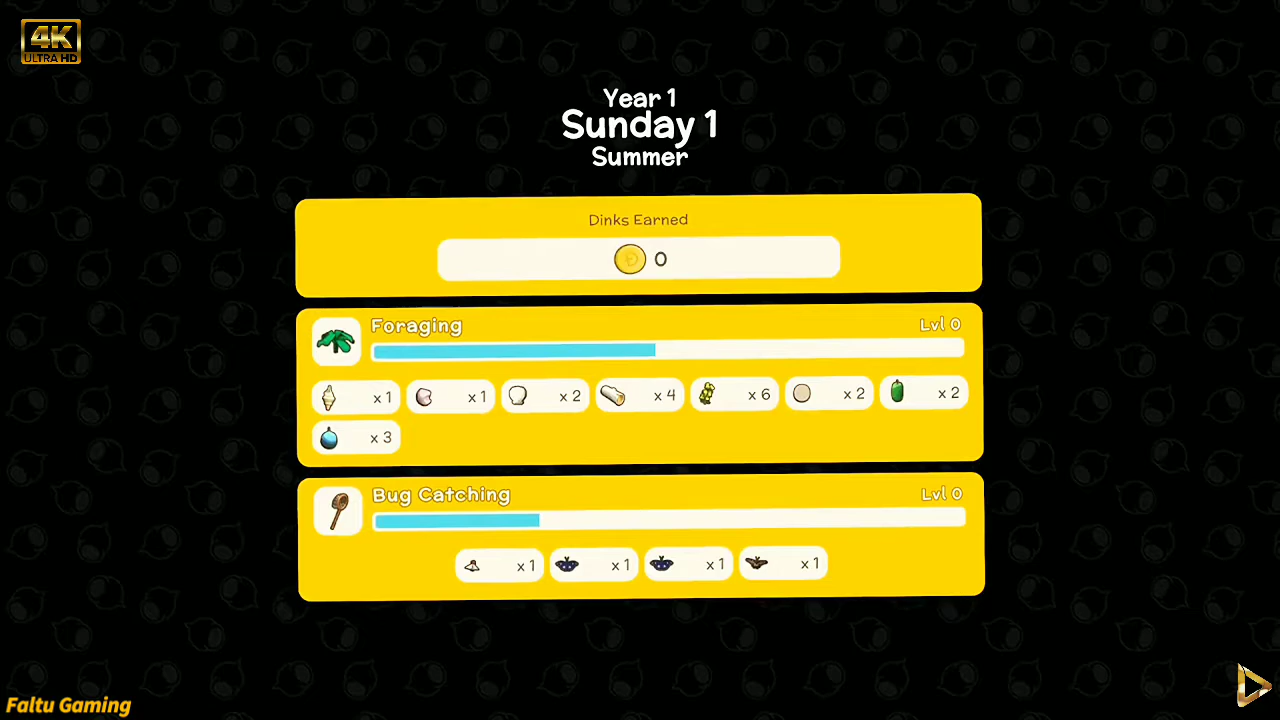 4K
ULTRA HD
Year 1
Sunday 1
Summer
Dinks Earned
0
Foraging
Lvl 0
x 1
x 1
x 2
x 4
x 6
x 2
x 2
x 3
Bug Catching
Lvl 0
x 1
x 1
x 1
x 1
Faltu Gaming